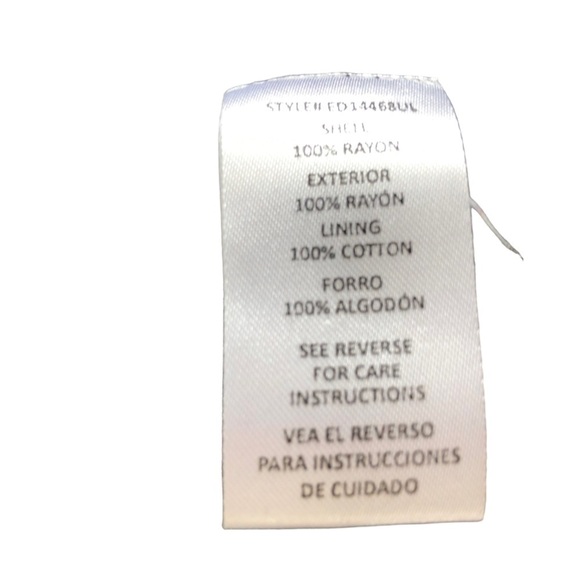 STYLE# ED14468UL
SHELL
100% RAYON
EXTERIOR
100% RAYÓN
LINING
100% COTTON
FORRO
100% ALGODÓN
SEE REVERSE
FOR CARE
INSTRUCTIONS
VEA EL REVERSO
PARA INSTRUCCIONES
DE CUIDADO